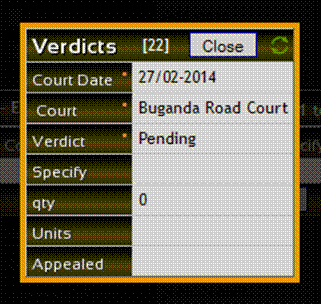 Verdicts [22] Close
Court Date * 27/02-2014
Court * Buganda Road Court
Verdict * Pending
Specify
qty 0
Units
Appealed